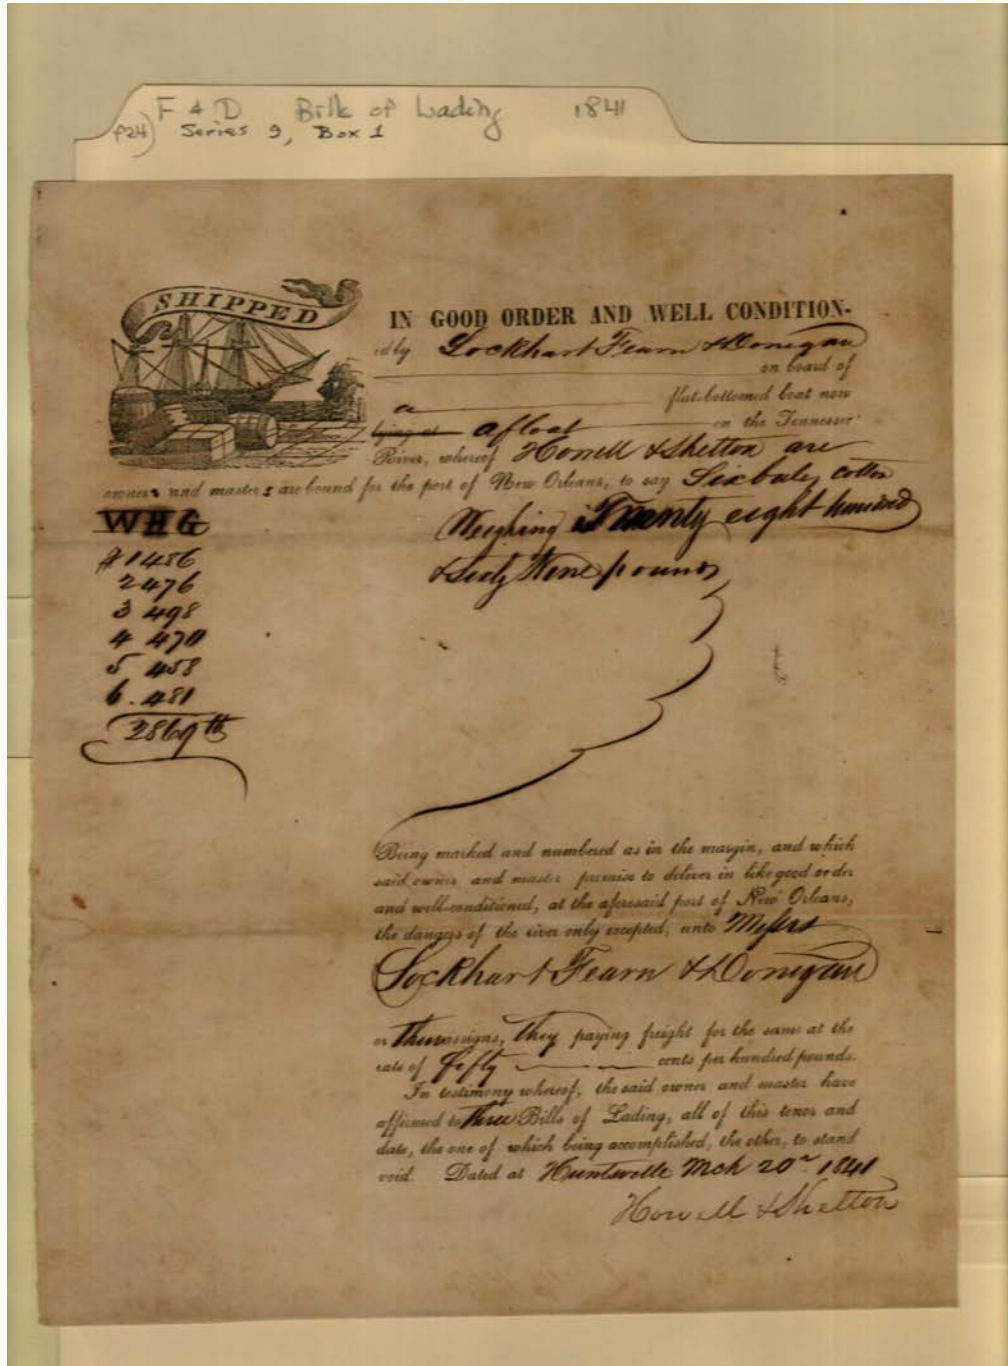 F & D Bills of Lading 1841
P24) Series 9, Box 1
SHIPPED
IN GOOD ORDER AND WELL CONDITION-
ed by Lockhart Fearn & Donegan
on board of
a flat-bottomed boat now
lying at afloat on the Tennessee
River, whereof Howell & Shelton are
owners and masters are bound for the port of New Orleans, to say Six bales cotton
WHG
Weighing Twenty eight hundred
& Sixty Nine pounds
#1 486
2 476
3 498
4 470
5 458
6. 481
2869 lb
Being marked and numbered as in the margin, and which
said owner and master promise to deliver in like good order
and well-conditioned, at the aforesaid port of New Orleans,
the dangers of the river only excepted, unto Messrs
Lockhart Fearn & Donegan
or Their assigns, they paying freight for the same at the
rate of fifty cents per hundred pounds.
In testimony whereof, the said owner and master have
affirmed to three Bills of Lading, all of this tenor and
date, the one of which being accomplished, the other, to stand
void. Dated at Huntsville Mch 20 1841
Howell & Shelton